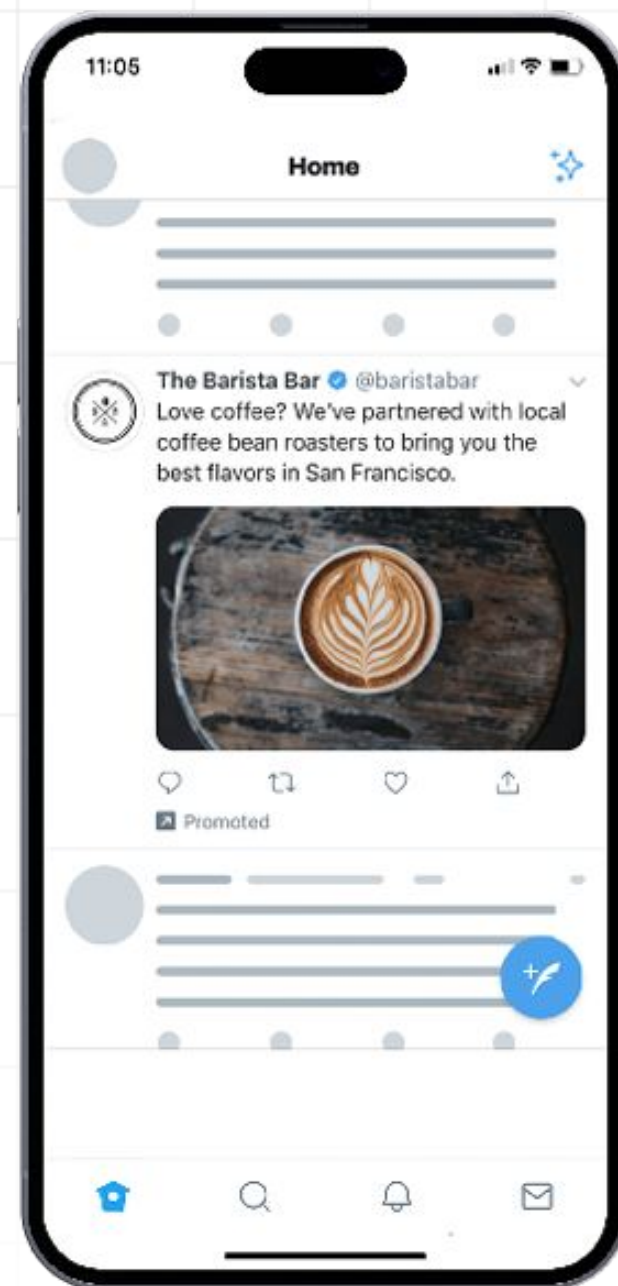 11:05
Home
The Barista Bar @baristabar
Love coffee? We've partnered with local
coffee bean roasters to bring you the
best flavors in San Francisco.
Promoted